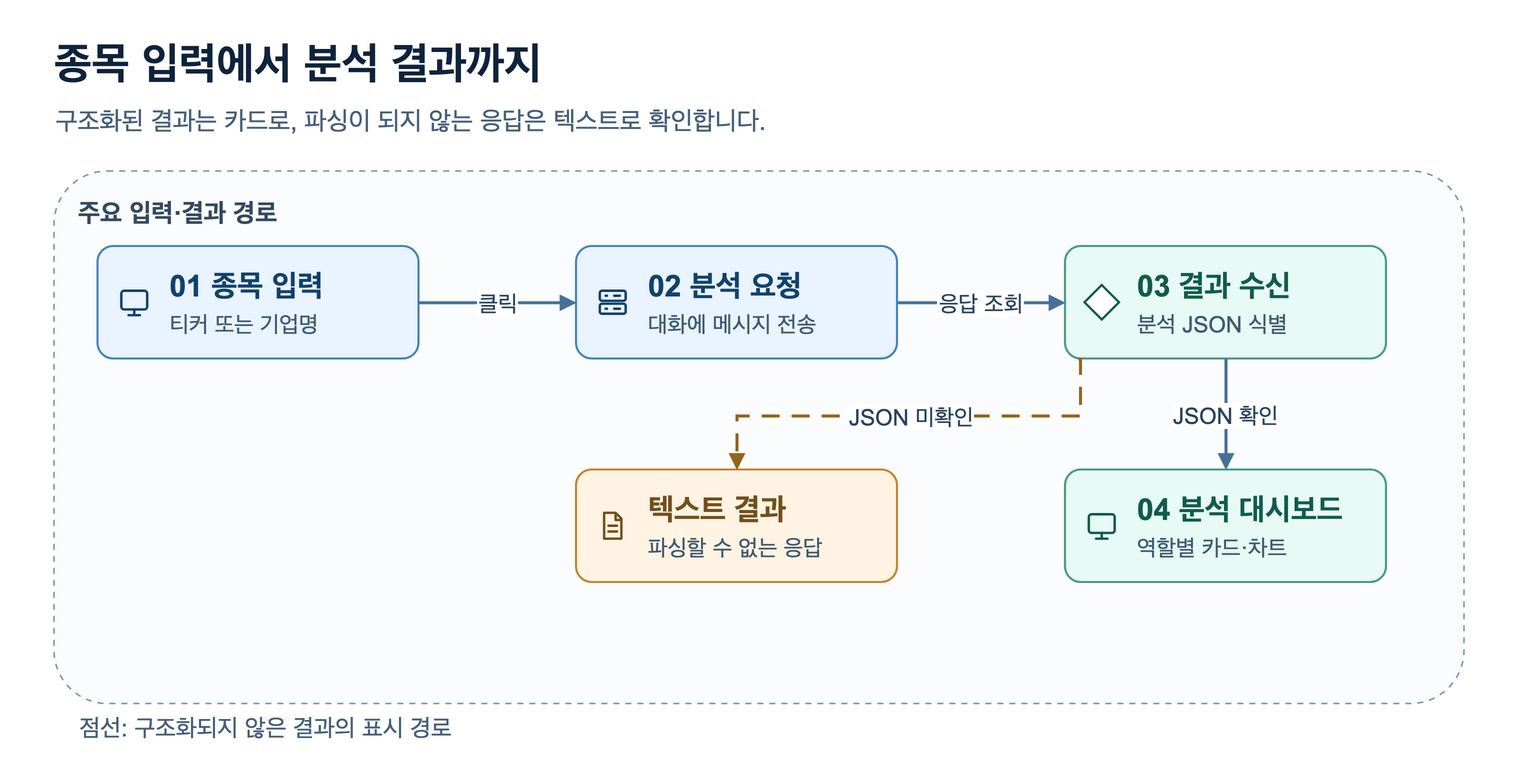 종목 입력에서 분석 결과까지
구조화된 결과는 카드로, 파싱이 되지 않는 응답은 텍스트로 확인합니다.
주요 입력·결과 경로
01 종목 입력
티커 또는 기업명
클릭
02 분석 요청
대화에 메시지 전송
응답 조회
03 결과 수신
분석 JSON 식별
JSON 미확인
JSON 확인
텍스트 결과
파싱할 수 없는 응답
04 분석 대시보드
역할별 카드·차트
점선: 구조화되지 않은 결과의 표시 경로